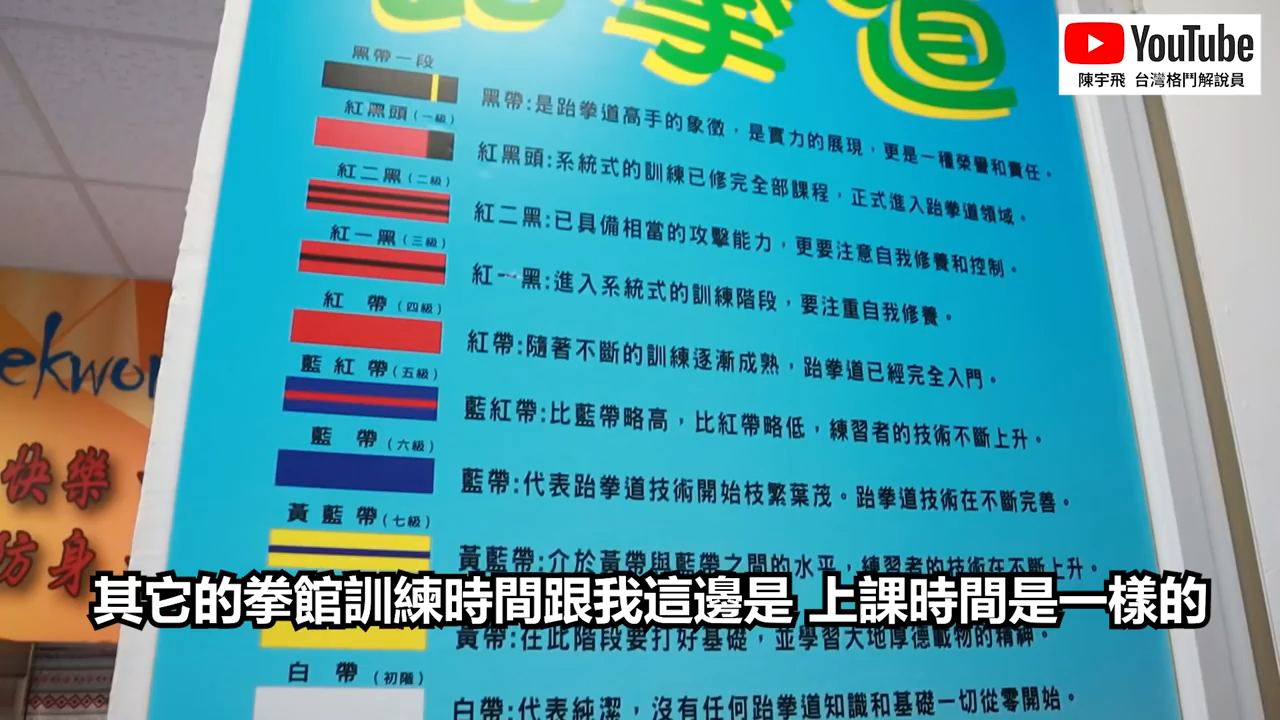 跆拳道
YouTube
陳宇飛 台灣格鬥解說員
黑帶一段
黑帶:是跆拳道高手的象徵,是實力的展現,更是一種榮譽和責任。
紅黑頭(一級)
紅黑頭:系統式的訓練已修完全部課程,正式進入跆拳道領域。
紅二黑(二級)
紅二黑:已具備相當的攻擊能力,更要注意自我修養和控制。
紅一黑(三級)
紅一黑:進入系統式的訓練階段,要注重自我修養。
紅 帶(四級)
紅帶:隨著不斷的訓練逐漸成熟,跆拳道已經完全入門。
藍紅帶(五級)
藍紅帶:比藍帶略高,比紅帶略低,練習者的技術不斷上升。
藍 帶(六級)
藍帶:代表跆拳道技術開始枝繁葉茂。跆拳道技術在不斷完善。
黃藍帶(七級)
黃藍帶:介於黃帶與藍帶之間的水平,練習者的技術在不斷上升。
黃帶:在此階段要打好基礎,並學習大地厚德載物的精神。
白 帶(初階)
白帶:代表純潔,沒有任何跆拳道知識和基礎一切從零開始。
ekwo
快樂
防身
其它的拳館訓練時間跟我這邊是 上課時間是一樣的